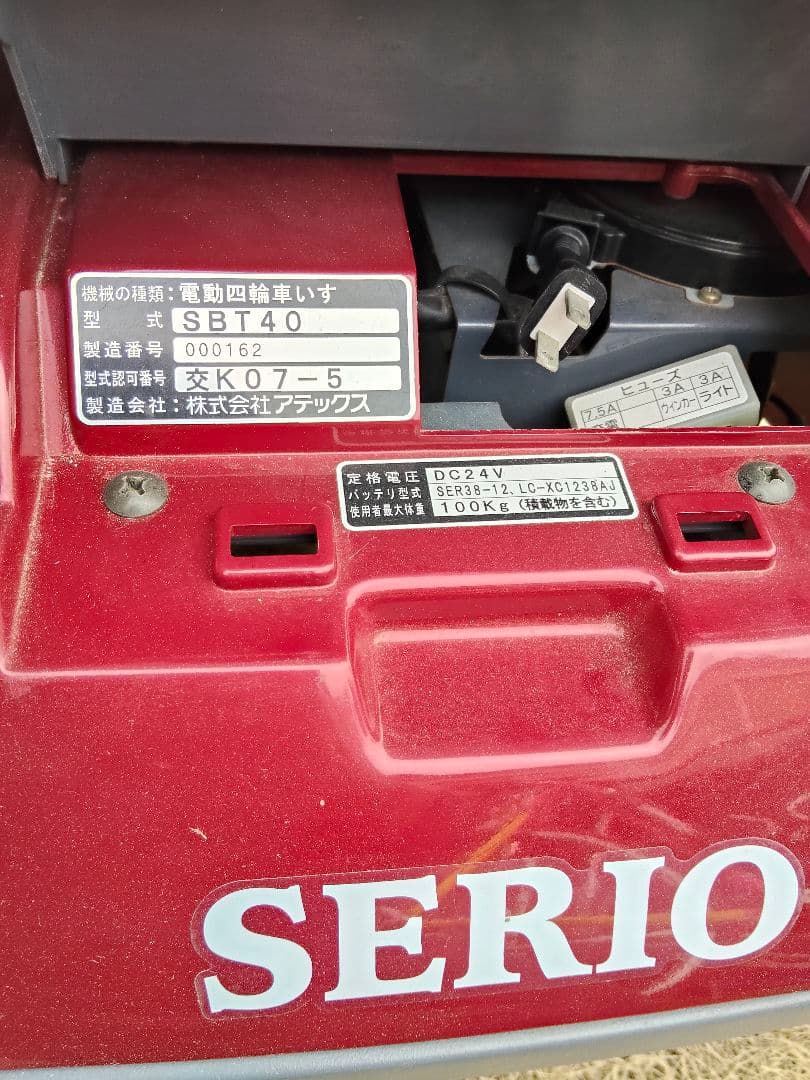 機械の種類：電動四輪車いす
型式 SBT40
製造番号 000162
型式認可番号 交K07-5
製造会社：株式会社アテックス
ヒューズ
7.5A 3A 3A
ウインカー ライト
定格電圧 DC24V
バッテリ型式 SER38-12、LC-XC1238AJ
使用者最大体重 100Kg（積載物を含む）
SERIO